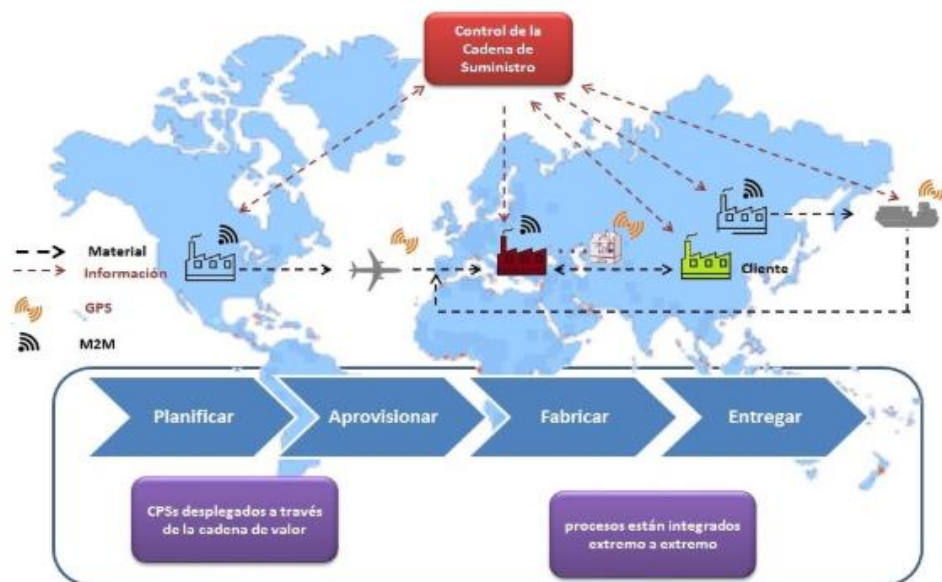 Control de la
Cadena de
Suministro
Material
Información
GPS
M2M
Cliente
Planificar
Aprovisionar
Fabricar
Entregar
CPSs desplegados a través
de la cadena de valor
procesos están integrados
extremo a extremo